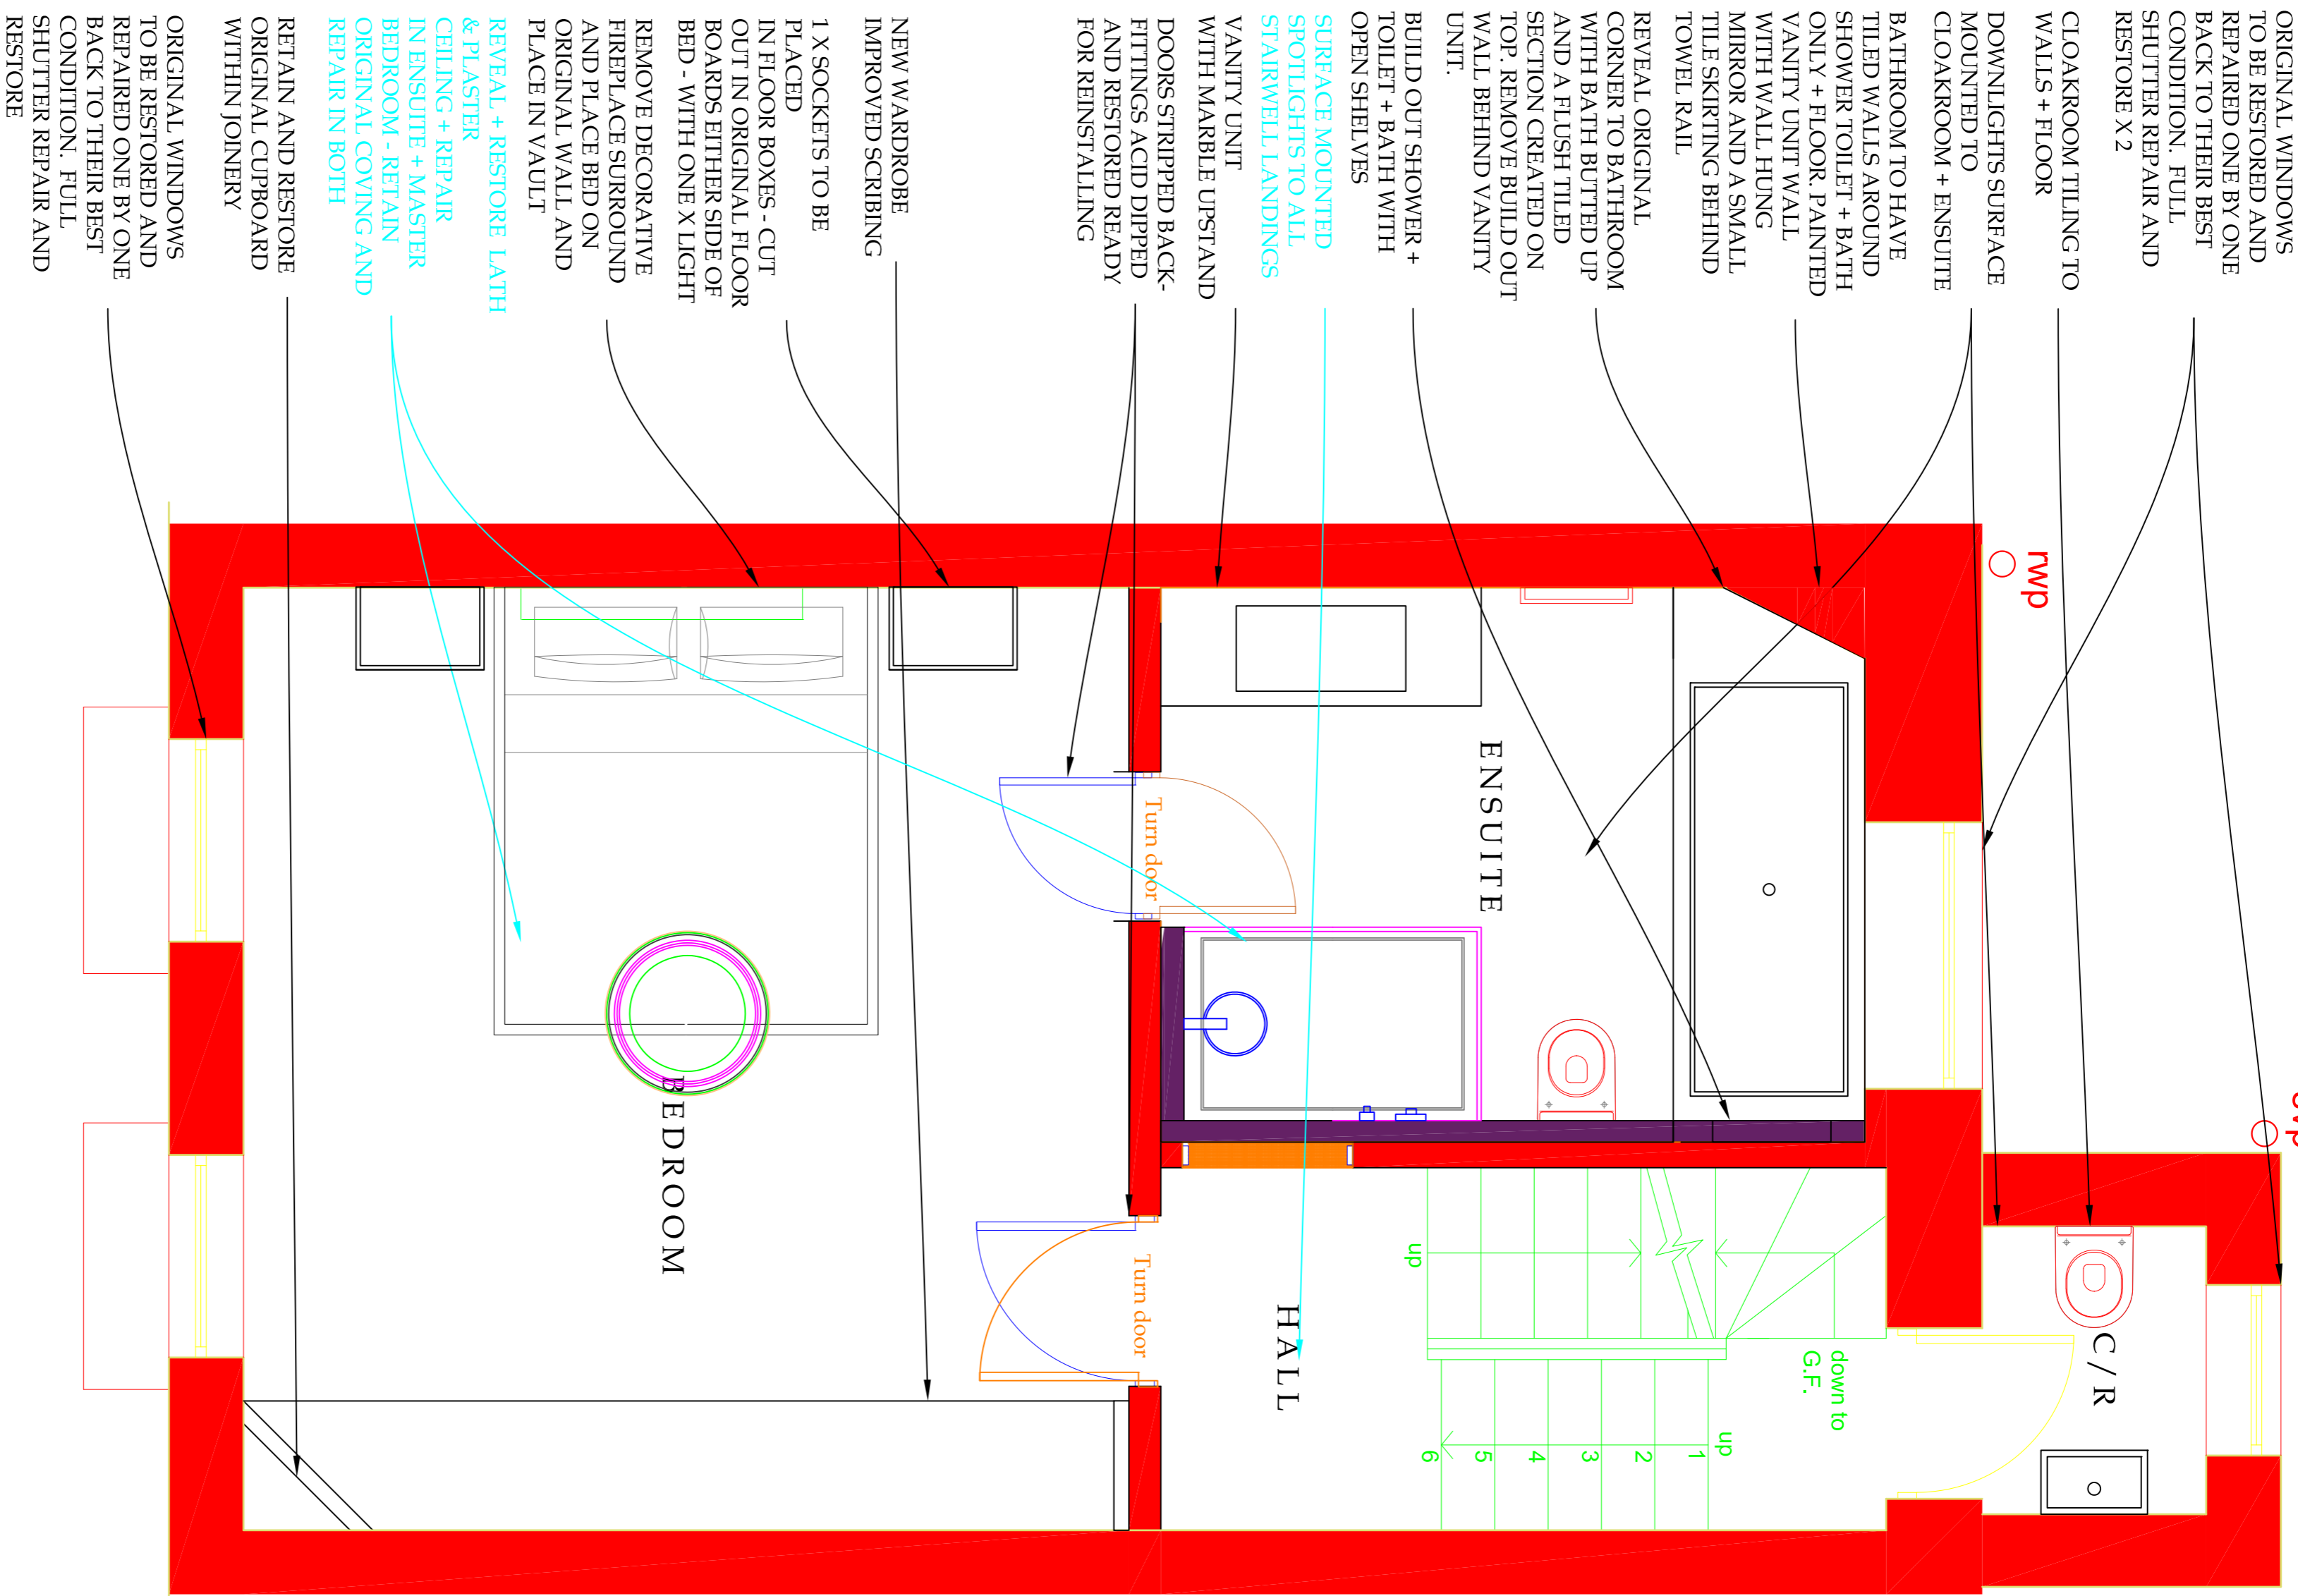 ORIGINAL WINDOWS
TO BE RESTORED AND
REPAIRED ONE BY ONE
BACK TO THEIR BEST
CONDITION. FULL
SHUTTER REPAIR AND
RESTORE X 2
CLOAKROOM TILING TO
WALLS + FLOOR
DOWNLIGHTS SURFACE
MOUNTED TO
CLOAKROOM + ENSUITE
BATHROOM TO HAVE
TILED WALLS AROUND
SHOWER TOILET + BATH
ONLY + FLOOR. PAINTED
VANITY UNIT WALL
WITH WALL HUNG
MIRROR AND A SMALL
TILE SKIRTING BEHIND
TOWEL RAIL
REVEAL ORIGINAL
CORNER TO BATHROOM
WITH BATH BUTTED UP
AND A FLUSH TILED
SECTION CREATED ON
TOP. REMOVE BUILD OUT
WALL BEHIND VANITY
UNIT.
BUILD OUT SHOWER +
TOILET + BATH WITH
OPEN SHELVES
SURFACE MOUNTED
SPOTLIGHTS TO ALL
STAIRWELL LANDINGS
VANITY UNIT
WITH MARBLE UPSTAND
DOORS STRIPPED BACK-
FITTINGS ACID DIPPED
AND RESTORED READY
FOR REINSTALLING
NEW WARDROBE
IMPROVED SCRIBING
1 X SOCKETS TO BE
PLACED
IN FLOOR BOXES - CUT
OUT IN ORIGINAL FLOOR
BOARDS EITHER SIDE OF
BED - WITH ONE X LIGHT
REMOVE DECORATIVE
FIREPLACE SURROUND
AND PLACE BED ON
ORIGINAL WALL AND
PLACE IN VAULT
REVEAL + RESTORE LATH
& PLASTER
CEILING + REPAIR
IN ENSUITE + MASTER
BEDROOM - RETAIN
ORIGINAL COVING AND
REPAIR IN BOTH
RETAIN AND RESTORE
ORIGINAL CUPBOARD
WITHIN JOINERY
ORIGINAL WINDOWS
TO BE RESTORED AND
REPAIRED ONE BY ONE
BACK TO THEIR BEST
CONDITION. FULL
SHUTTER REPAIR AND
RESTORE
rwp
ENSUITE
Turn door
BEDROOM
Turn door
HALL
up
down to
G.F.
up
1
2
3
4
5
6
C/R